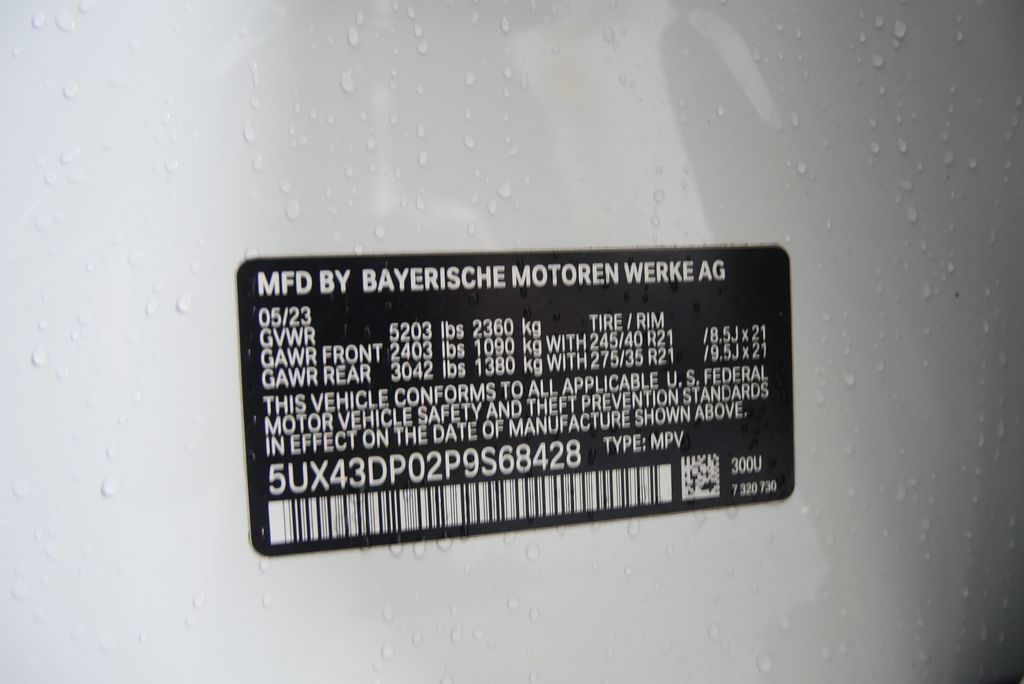 MFD BY BAYERISCHE MOTOREN WERKE AG
05/23 TIRE / RIM
GVWR 5203 lbs 2360 kg
GAWR FRONT 2403 lbs 1090 kg WITH 245/40 R21 /8.5J x 21
GAWR REAR 3042 lbs 1380 kg WITH 275/35 R21 /9.5J x 21
THIS VEHICLE CONFORMS TO ALL APPLICABLE U. S. FEDERAL
MOTOR VEHICLE SAFETY AND THEFT PREVENTION STANDARDS
IN EFFECT ON THE DATE OF MANUFACTURE SHOWN ABOVE.
5UX43DP02P9S68428 TYPE: MPV
300U
7 320 730